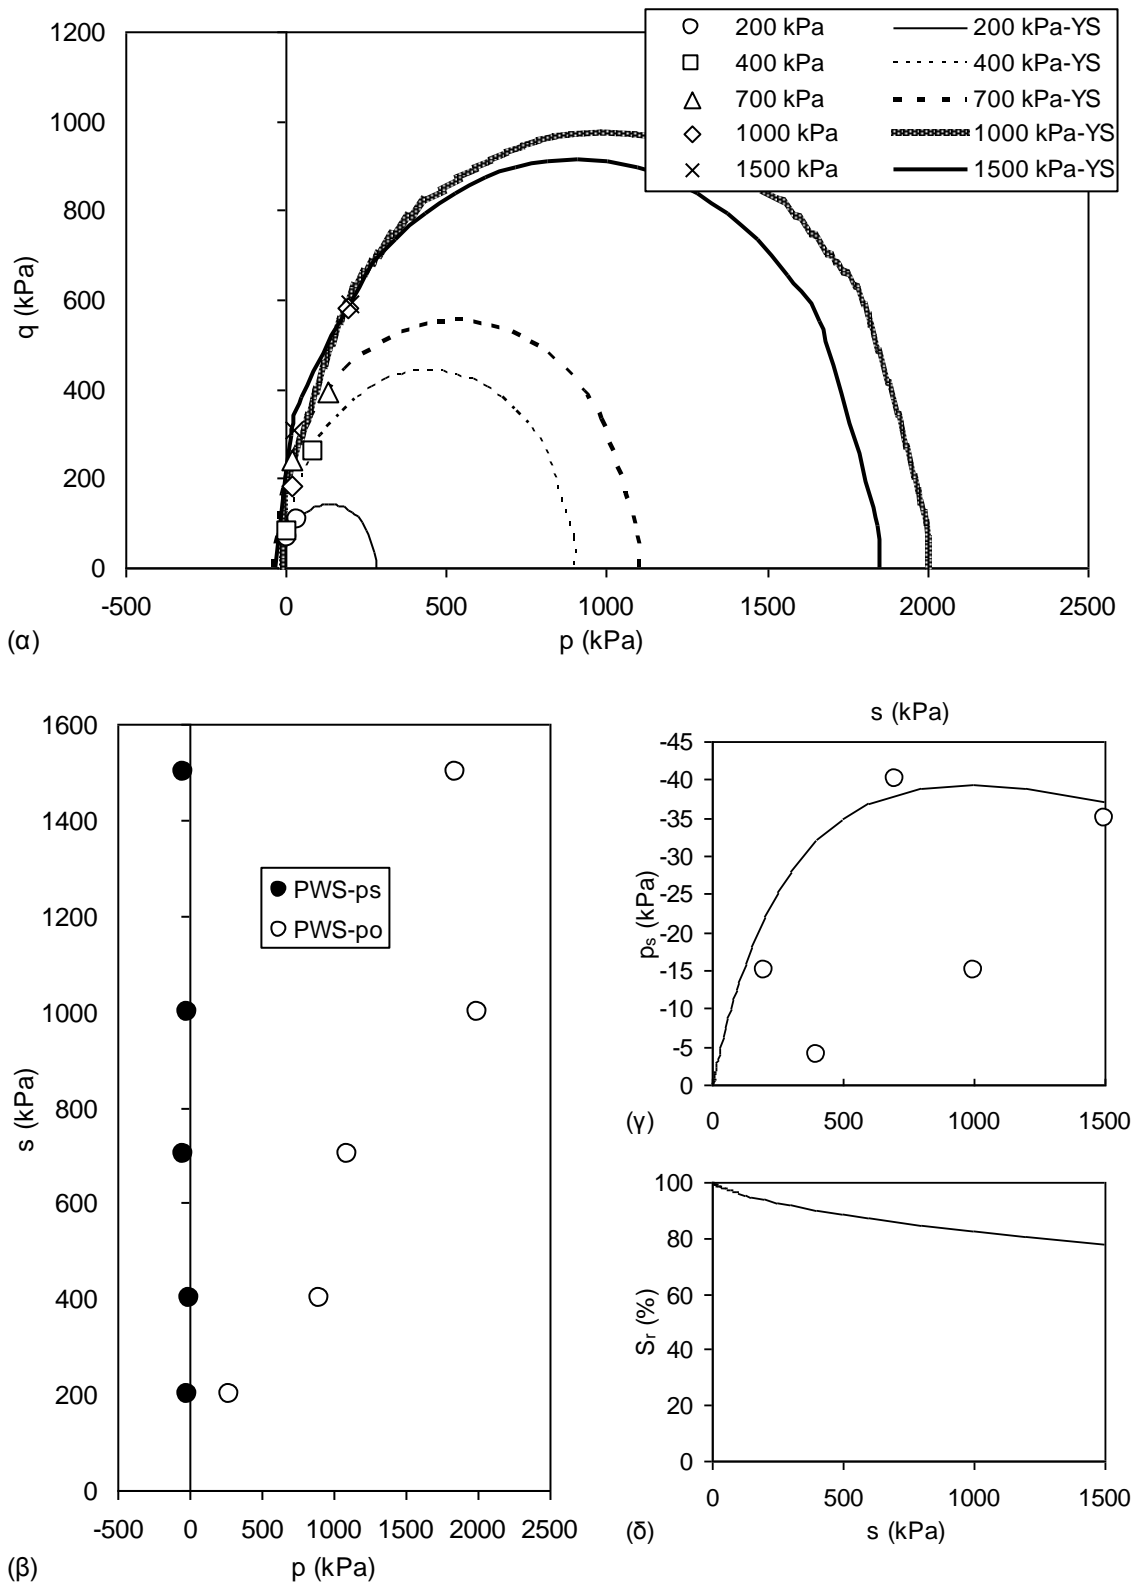 1200
1000
800
600
400
200
0
q (kPa)
200 kPa 200 kPa-YS
400 kPa 400 kPa-YS
700 kPa 700 kPa-YS
1000 kPa 1000 kPa-YS
1500 kPa 1500 kPa-YS
-500 0 500 1000 1500 2000 2500
p (kPa)
(α)
1600
1400
1200
1000
800
600
400
200
0
s (kPa)
PWS-ps
PWS-po
-500 0 500 1000 1500 2000 2500
p (kPa)
(β)
s (kPa)
-45
-40
-35
-30
-25
-20
-15
-10
-5
0
ps (kPa)
0 500 1000 1500
(γ)
100
80
60
40
20
0
Sr (%)
0 500 1000 1500
s (kPa)
(δ)